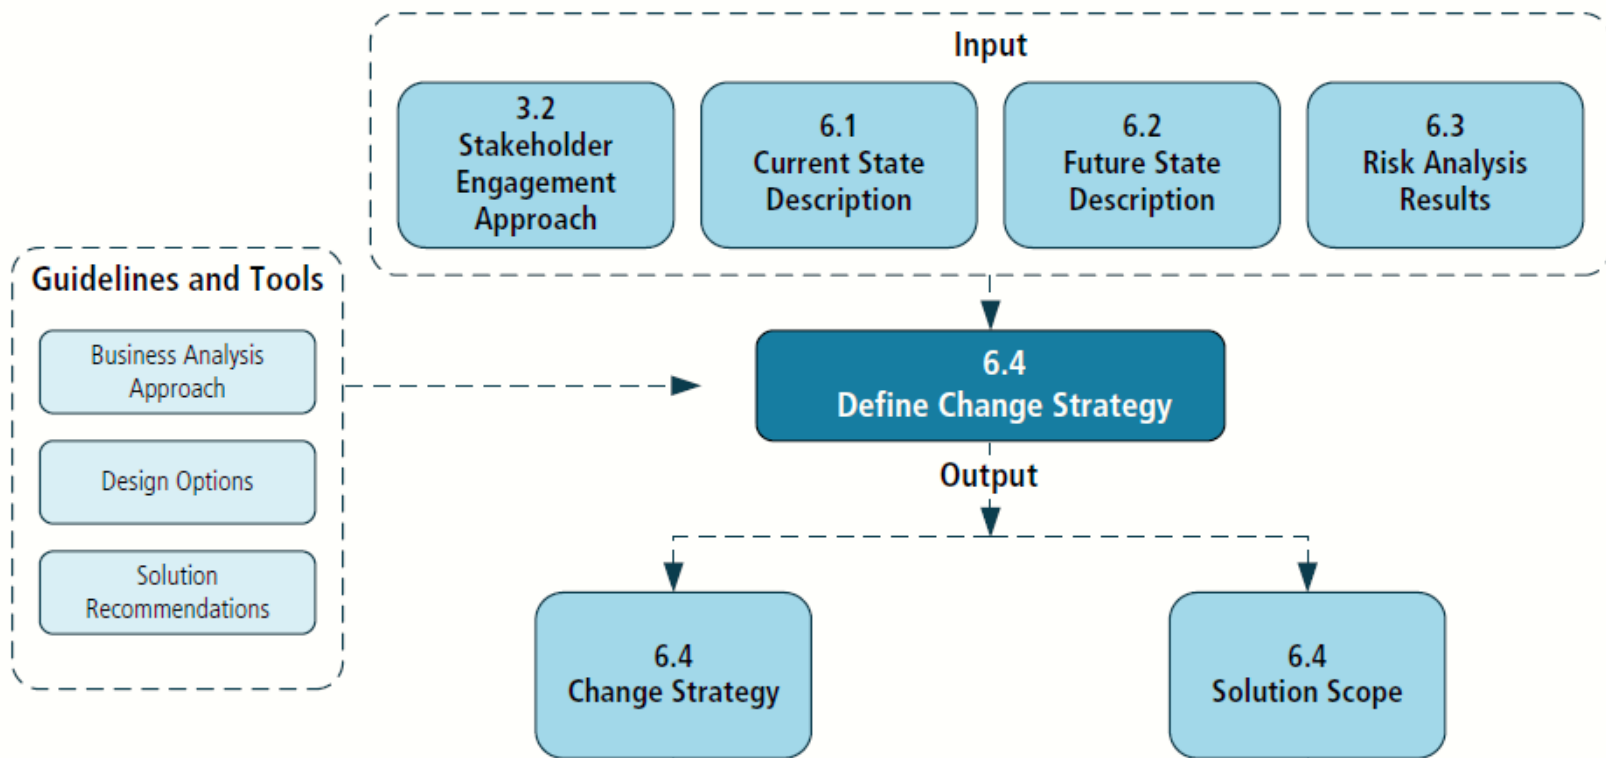 Input
3.2
Stakeholder
Engagement
Approach
6.1
Current State
Description
6.2
Future State
Description
6.3
Risk Analysis
Results
Guidelines and Tools
Business Analysis
Approach
Design Options
Solution
Recommendations
6.4
Define Change Strategy
Output
6.4
Change Strategy
6.4
Solution Scope